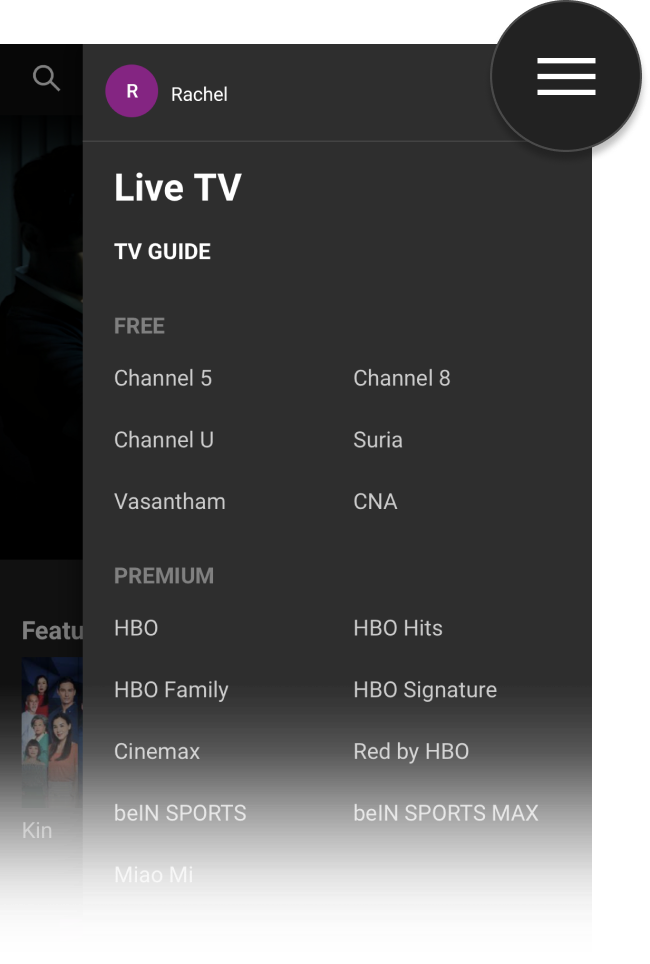 R
Rachel
Live TV
TV GUIDE
FREE
Channel 5 Channel 8
Channel U Suria
Vasantham CNA
PREMIUM
Featu
HBO HBO Hits
HBO Family HBO Signature
Cinemax Red by HBO
beIN SPORTS beIN SPORTS MAX
Kin
Miao Mi